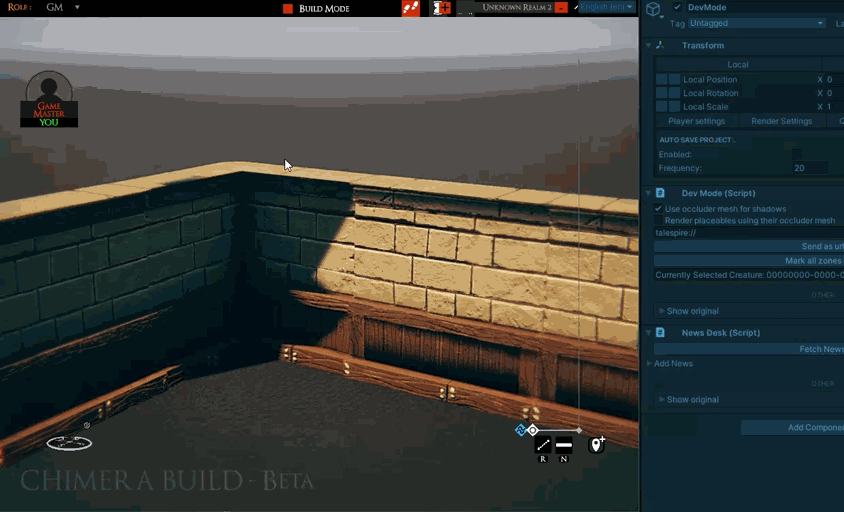 ROLE: GM
BUILD MODE
UNKNOWN REALM 2
GAME
MASTER
YOU
R N
CHIMERA BUILD - BETA
DevMode
Tag Untagged
Transform
Local
Local Position X 0
Local Rotation X 0
Local Scale X 1
Player settings Render Settings
AUTO SAVE PROJECT:.
Enabled:
Frequency: 20
Dev Mode (Script)
Use occluder mesh for shadows
Render placeables using their occluder mesh
talespire://
Send as
Mark all zones
Currently Selected Creature: 00000000-0000-0
OTHER
Show original
News Desk (Script)
Fetch News
Add News
OTHER
Show original
Add